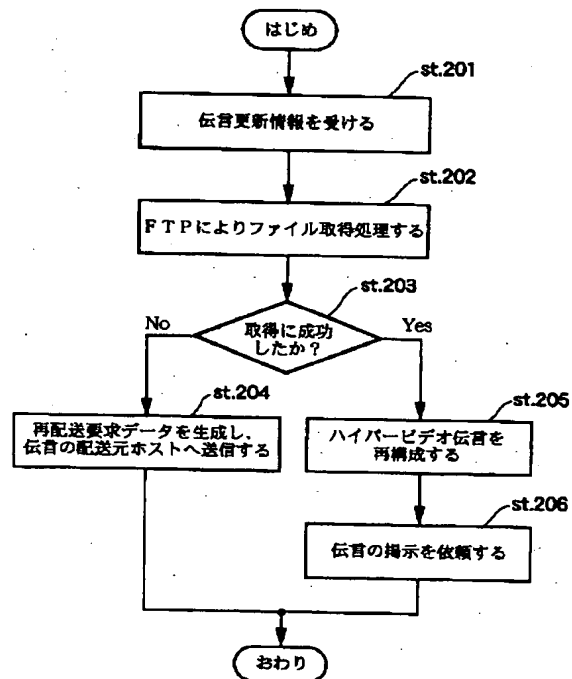 はじめ
st.201
伝言更新情報を受ける
st.202
ＦＴＰによりファイル取得処理する
st.203
取得に成功
したか？
No
Yes
st.204
再配送要求データを生成し、
伝言の配送元ホストへ送信する
st.205
ハイパービデオ伝言を
再構成する
st.206
伝言の掲示を依頼する
おわり